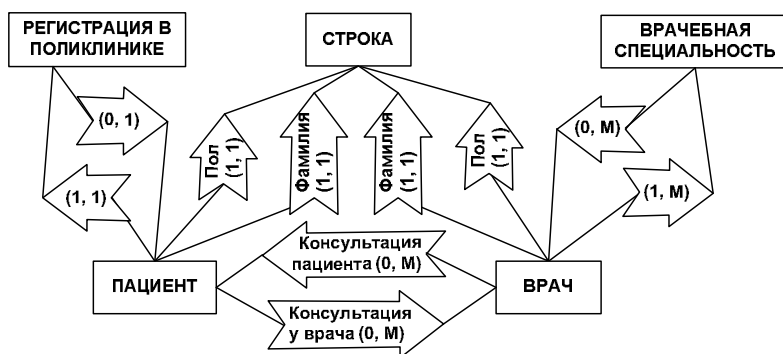 РЕГИСТРАЦИЯ В
ПОЛИКЛИНИКЕ
СТРОКА
ВРАЧЕБНАЯ
СПЕЦИАЛЬНОСТЬ
(0, 1)
(1, 1)
Пол
(1, 1)
Фамилия
(1, 1)
Фамилия
(1, 1)
Пол
(1, 1)
(0, М)
(1, М)
Консультация
пациента (0, М)
ПАЦИЕНТ
ВРАЧ
Консультация
у врача (0, М)